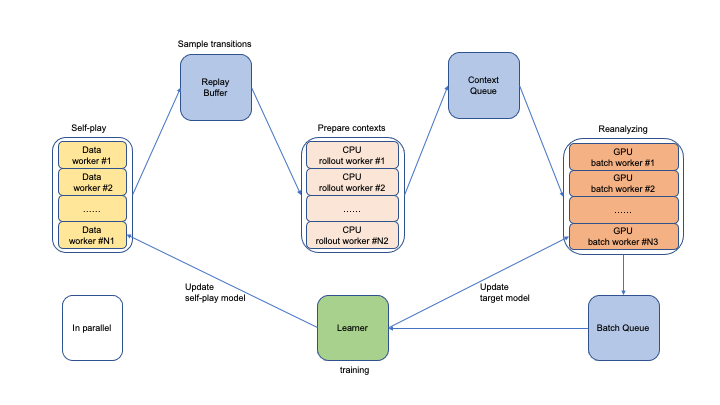 Sample transitions
Replay
Buffer
Context
Queue
Self-play
Data
worker #1
Data
worker #2
......
Data
worker #N1
Prepare contexts
CPU
rollout worker #1
CPU
rollout worker #2
......
CPU
rollout worker #N2
Reanalyzing
GPU
batch worker #1
GPU
batch worker #2
......
GPU
batch worker #N3
Update
self-play model
Update
target model
In parallel
Learner
Batch Queue
training